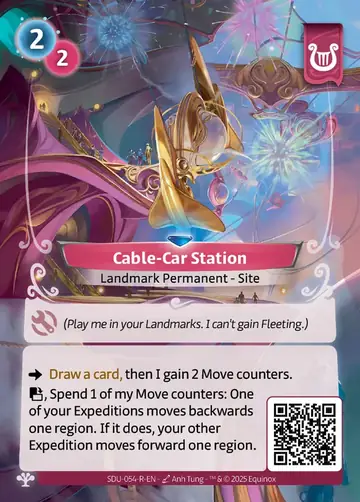 2
2
Cable-Car Station
Landmark Permanent - Site
(Play me in your Landmarks. I can't gain Fleeting.)
Draw a card, then I gain 2 Move counters.
, Spend 1 of my Move counters: One
of your Expeditions moves backwards
one region. If it does, your other
Expedition moves forward one region.
SDU-054-R-EN - Anh Tung - ™ & © 2025 Equinox